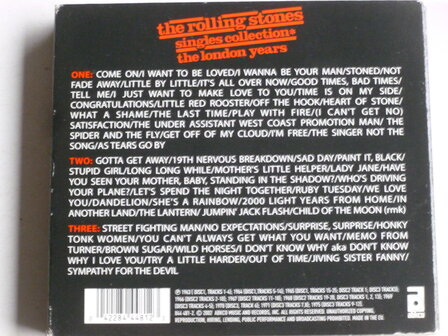 the rolling stones
singles collection*
the london years
ONE: COME ON/I WANT TO BE LOVED/I WANNA BE YOUR MAN/STONED/NOT
FADE AWAY/LITTLE BY LITTLE/IT'S ALL OVER NOW/GOOD TIMES, BAD TIMES/
TELL ME/I JUST WANT TO MAKE LOVE TO YOU/TIME IS ON MY SIDE/
CONGRATULATIONS/LITTLE RED ROOSTER/OFF THE HOOK/HEART OF STONE/
WHAT A SHAME/THE LAST TIME/PLAY WITH FIRE/(I CAN'T GET NO)
SATISFACTION/THE UNDER ASSISTANT WEST COAST PROMOTION MAN/ THE
SPIDER AND THE FLY/GET OFF OF MY CLOUD/I'M FREE/THE SINGER NOT THE
SONG/AS TEARS GO BY
TWO: GOTTA GET AWAY/19TH NERVOUS BREAKDOWN/SAD DAY/PAINT IT, BLACK/
STUPID GIRL/LONG LONG WHILE/MOTHER'S LITTLE HELPER/LADY JANE/HAVE
YOU SEEN YOUR MOTHER, BABY, STANDING IN THE SHADOW?/WHO'S DRIVING
YOUR PLANE?/LET'S SPEND THE NIGHT TOGETHER/RUBY TUESDAY/WE LOVE
YOU/DANDELION/SHE'S A RAINBOW/2000 LIGHT YEARS FROM HOME/IN
ANOTHER LAND/THE LANTERN/ JUMPIN' JACK FLASH/CHILD OF THE MOON (rmk)
THREE: STREET FIGHTING MAN/NO EXPECTATIONS/SURPRISE, SURPRISE/HONKY
TONK WOMEN/YOU CAN'T ALWAYS GET WHAT YOU WANT/MEMO FROM
TURNER/BROWN SUGAR/WILD HORSES/I DON'T KNOW WHY aka DON'T KNOW
WHY I LOVE YOU/TRY A LITTLE HARDER/OUT OF TIME/JIVING SISTER FANNY/
SYMPATHY FOR THE DEVIL